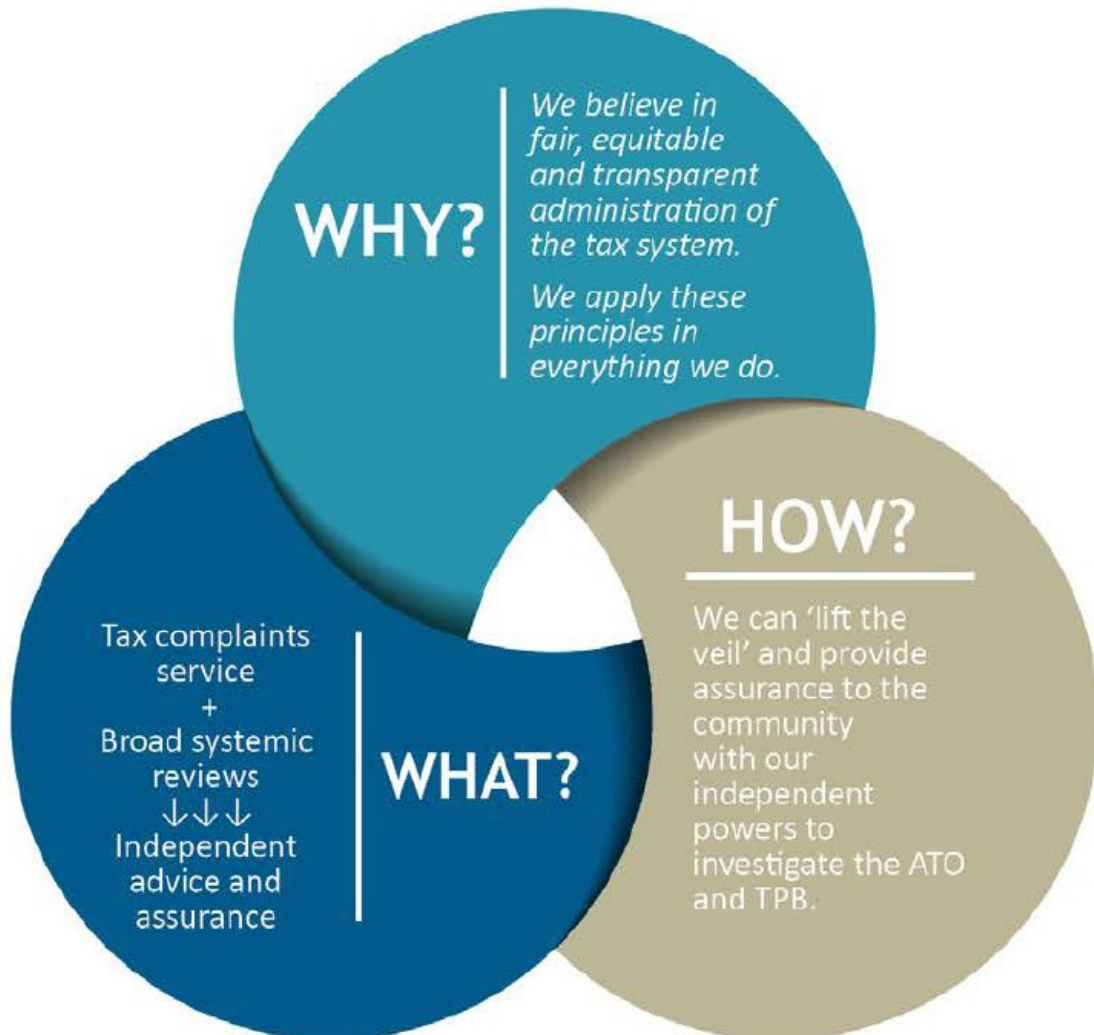 WHY?
We believe in
fair, equitable
and transparent
administration of
the tax system.
We apply these
principles in
everything we do.
HOW?
We can ‘lift the
veil’ and provide
assurance to the
community
with our
independent
powers to
investigate the ATO
and TPB.
Tax complaints
service
+
Broad systemic
reviews
↓↓↓
Independent
advice and
assurance
WHAT?